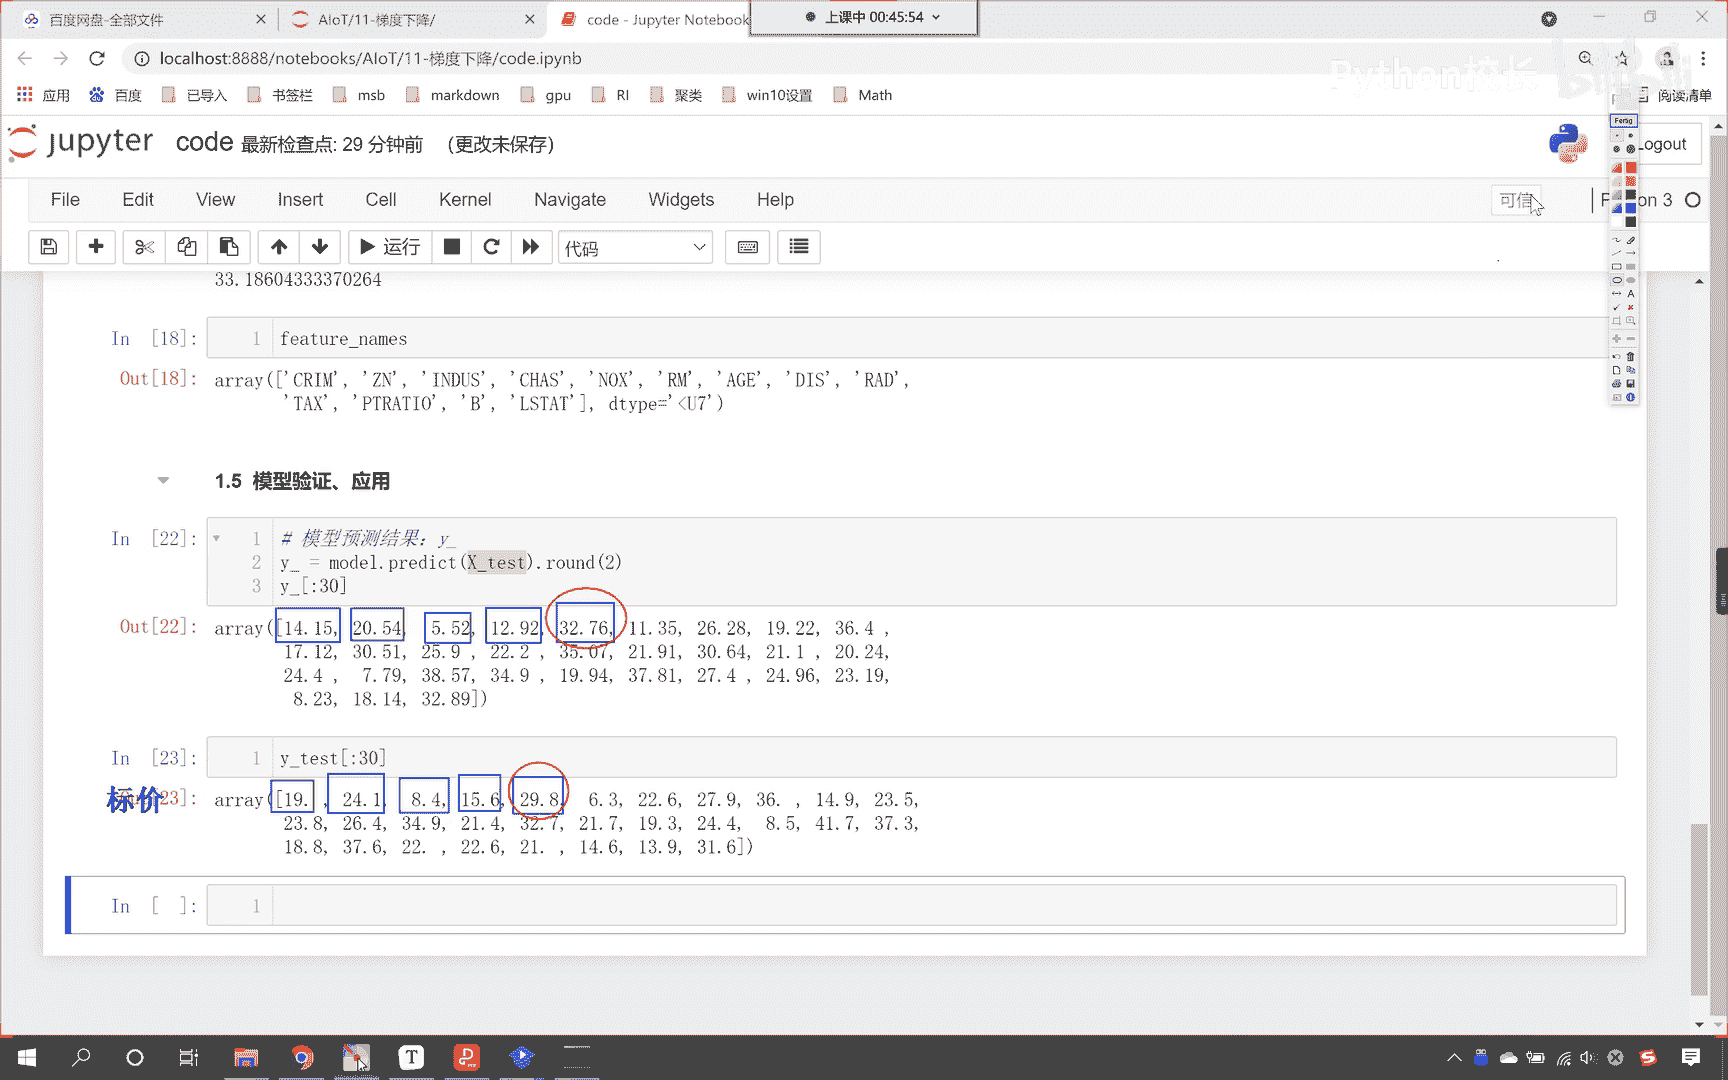 百度网盘-全部文件
AIoT/11-梯度下降/
code - Jupyter Notebook
上课中 00:45:54
localhost:8888/notebooks/AIoT/11-梯度下降/code.ipynb
Python校长
应用 百度 已导入 书签栏 msb markdown gpu RI 聚类 win10设置 Math 阅读清单
jupyter code 最新检查点: 29 分钟前 (更改未保存)
Logout
Fertig
File Edit View Insert Cell Kernel Navigate Widgets Help 可信
运行 代码
33.18604333370264
In [18]: 1 feature_names
Out[18]: array(['CRIM', 'ZN', 'INDUS', 'CHAS', 'NOX', 'RM', 'AGE', 'DIS', 'RAD',
'TAX', 'PTRATIO', 'B', 'LSTAT'], dtype='<U7')
1.5 模型验证、应用
In [22]: 1 # 模型预测结果: y_
2 y_ = model.predict(X_test).round(2)
3 y_[:30]
Out[22]: array([14.15, 20.54, 5.52, 12.92, 32.76, 11.35, 26.28, 19.22, 36.4 ,
17.12, 30.51, 25.9 , 22.2 , 35.07, 21.91, 30.64, 21.1 , 20.24,
24.4 , 7.79, 38.57, 34.9 , 19.94, 37.81, 27.4 , 24.96, 23.19,
8.23, 18.14, 32.89])
In [23]: 1 y_test[:30]
标价 23]: array([19. , 24.1, 8.4, 15.6, 29.8, 6.3, 22.6, 27.9, 36. , 14.9, 23.5,
23.8, 26.4, 34.9, 21.4, 32.7, 21.7, 19.3, 24.4, 8.5, 41.7, 37.3,
18.8, 37.6, 22. , 22.6, 21. , 14.6, 13.9, 31.6])
In [ ]: 1